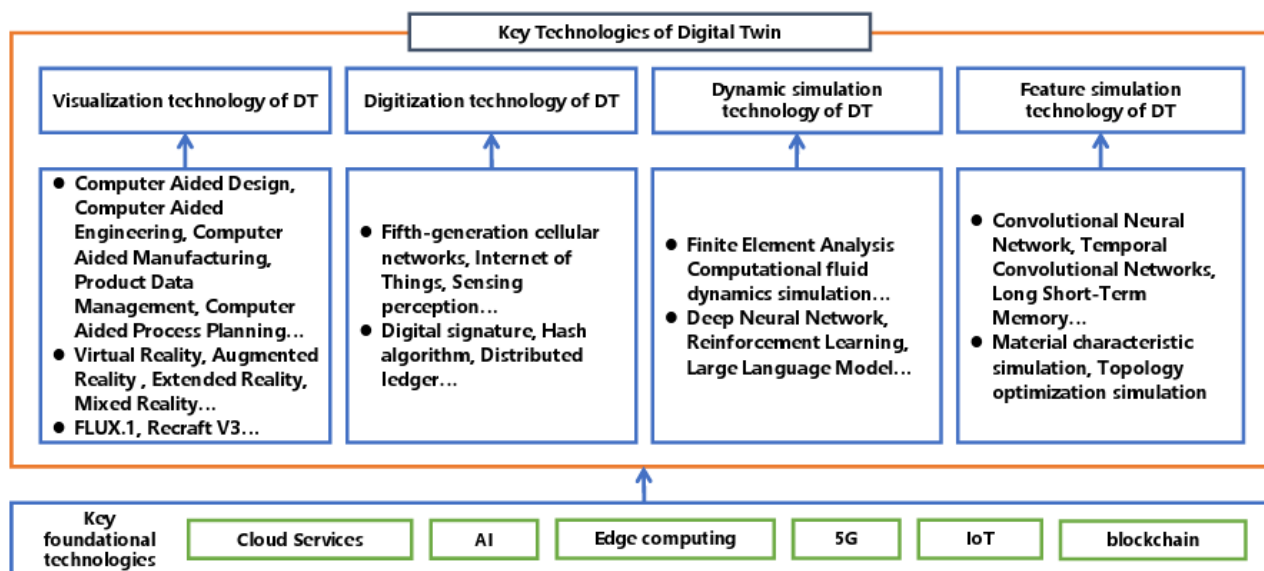 Key Technologies of Digital Twin
Visualization technology of DT
Digitization technology of DT
Dynamic simulation
technology of DT
Feature simulation
technology of DT
● Computer Aided Design,
Computer Aided
Engineering, Computer
Aided Manufacturing,
Product Data
Management, Computer
Aided Process Planning...
● Virtual Reality, Augmented
Reality , Extended Reality,
Mixed Reality...
● FLUX.1, Recraft V3...
● Fifth-generation cellular
networks, Internet of
Things, Sensing
perception...
● Digital signature, Hash
algorithm, Distributed
ledger...
● Finite Element Analysis
Computational fluid
dynamics simulation...
● Deep Neural Network,
Reinforcement Learning,
Large Language Model...
● Convolutional Neural
Network, Temporal
Convolutional Networks,
Long Short-Term
Memory...
● Material characteristic
simulation, Topology
optimization simulation
Key
foundational
technologies
Cloud Services
AI
Edge computing
5G
IoT
blockchain